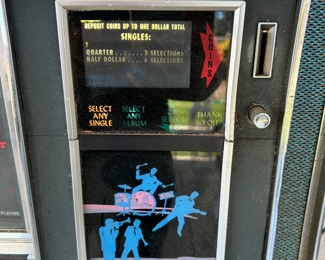 DEPOSIT COINS UP TO ONE DOLLAR TOTAL
SINGLES:
QUARTER.......3 SELECTIONS
HALF DOLLAR...6 SELECTIONS
COINS
SELECT
ANY
SINGLE
SELECT
ANY
ALBUM
THANK
YOU
PLAYING